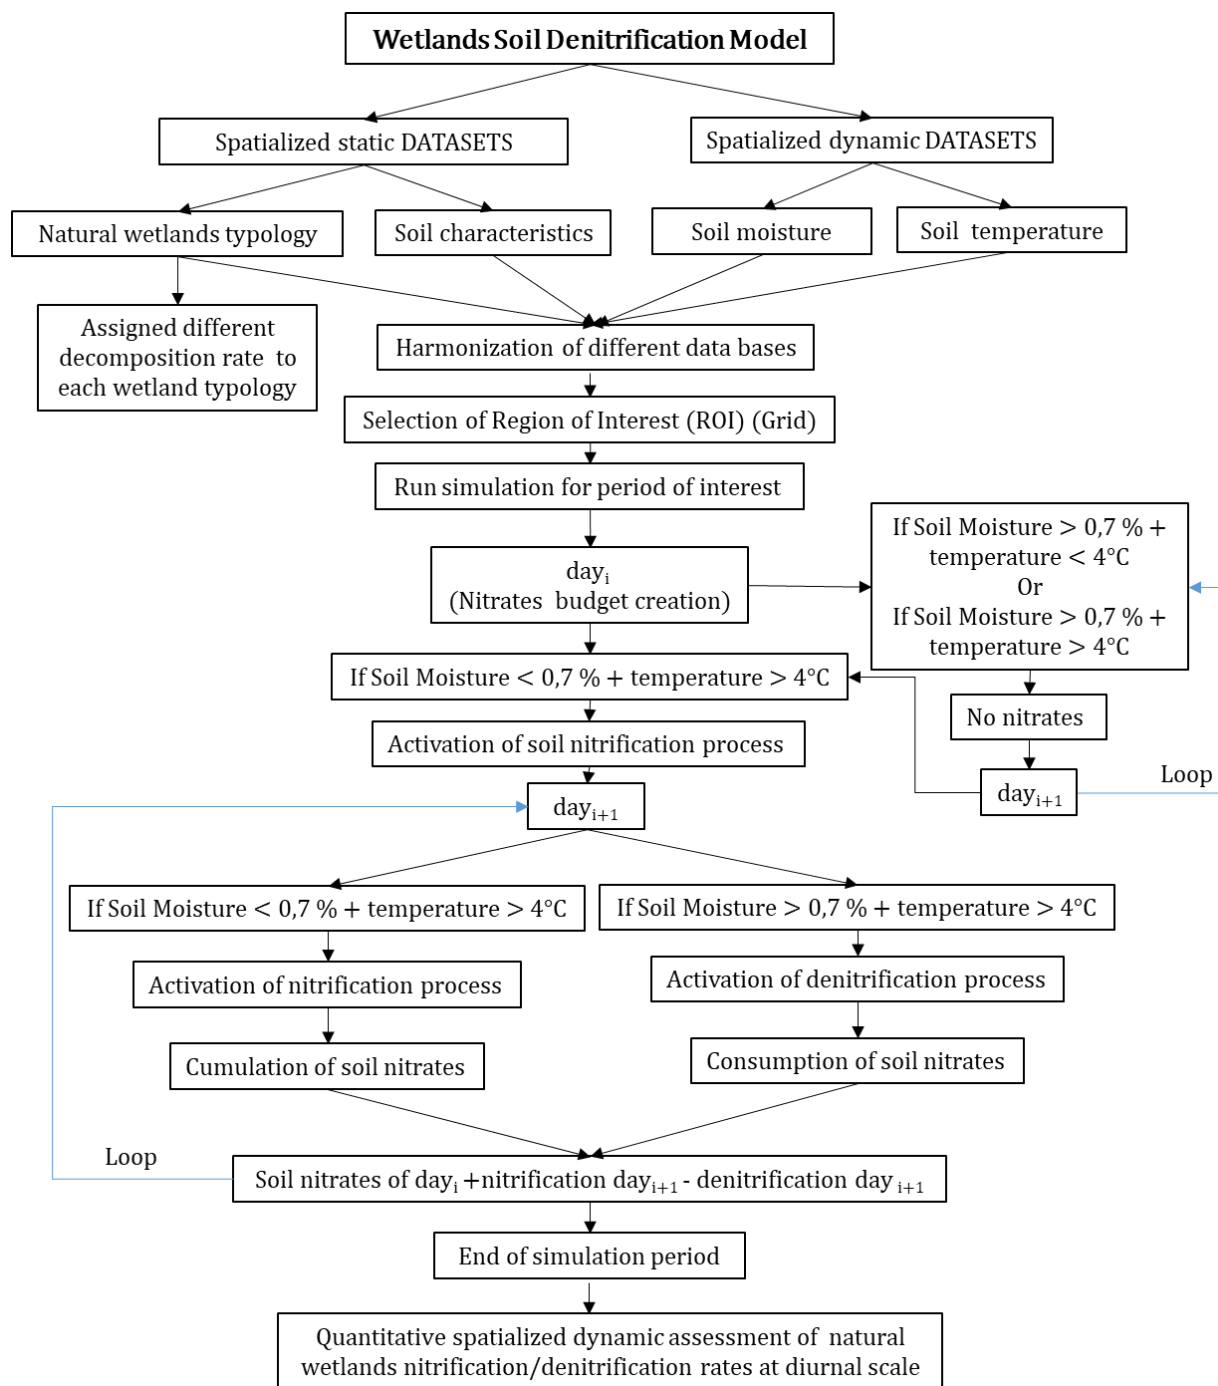 Wetlands Soil Denitrification Model
Spatialized static DATASETS
Spatialized dynamic DATASETS
Natural wetlands typology
Soil characteristics
Soil moisture
Soil temperature
Assigned different
decomposition rate to
each wetland typology
Harmonization of different data bases
Selection of Region of Interest (ROI) (Grid)
Run simulation for period of interest
day i
(Nitrates budget creation)
If Soil Moisture > 0,7 % +
temperature < 4°C
Or
If Soil Moisture > 0,7 % +
temperature > 4°C
If Soil Moisture < 0,7 % + temperature > 4°C
No nitrates
Activation of soil nitrification process
day i+1
Loop
day i+1
If Soil Moisture < 0,7 % + temperature > 4°C
If Soil Moisture > 0,7 % + temperature > 4°C
Activation of nitrification process
Activation of denitrification process
Cumulation of soil nitrates
Consumption of soil nitrates
Loop
Soil nitrates of day i +nitrification day i+1 - denitrification day i+1
End of simulation period
Quantitative spatialized dynamic assessment of natural
wetlands nitrification/denitrification rates at diurnal scale